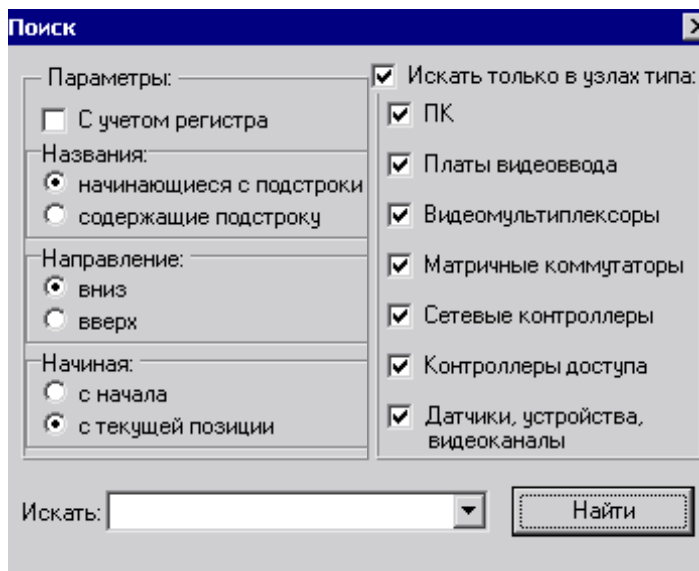 Поиск
Параметры:
С учетом регистра
Названия:
начинающиеся с подстроки
содержащие подстроку
Направление:
вниз
вверх
Начиная:
с начала
с текущей позиции
Искать только в узлах типа:
ПК
Платы видеоввода
Видеомультиплексоры
Матричные коммутаторы
Сетевые контроллеры
Контроллеры доступа
Датчики, устройства,
видеоканалы
Искать:
Найти